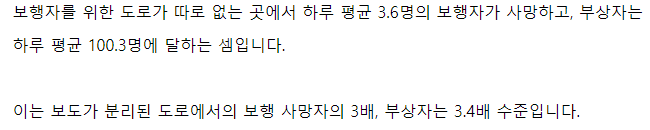 보행자를 위한 도로가 따로 없는 곳에서 하루 평균 3.6명의 보행자가 사망하고, 부상자는
하루 평균 100.3명에 달하는 셈입니다.
이는 보도가 분리된 도로에서의 보행 사망자의 3배, 부상자는 3.4배 수준입니다.